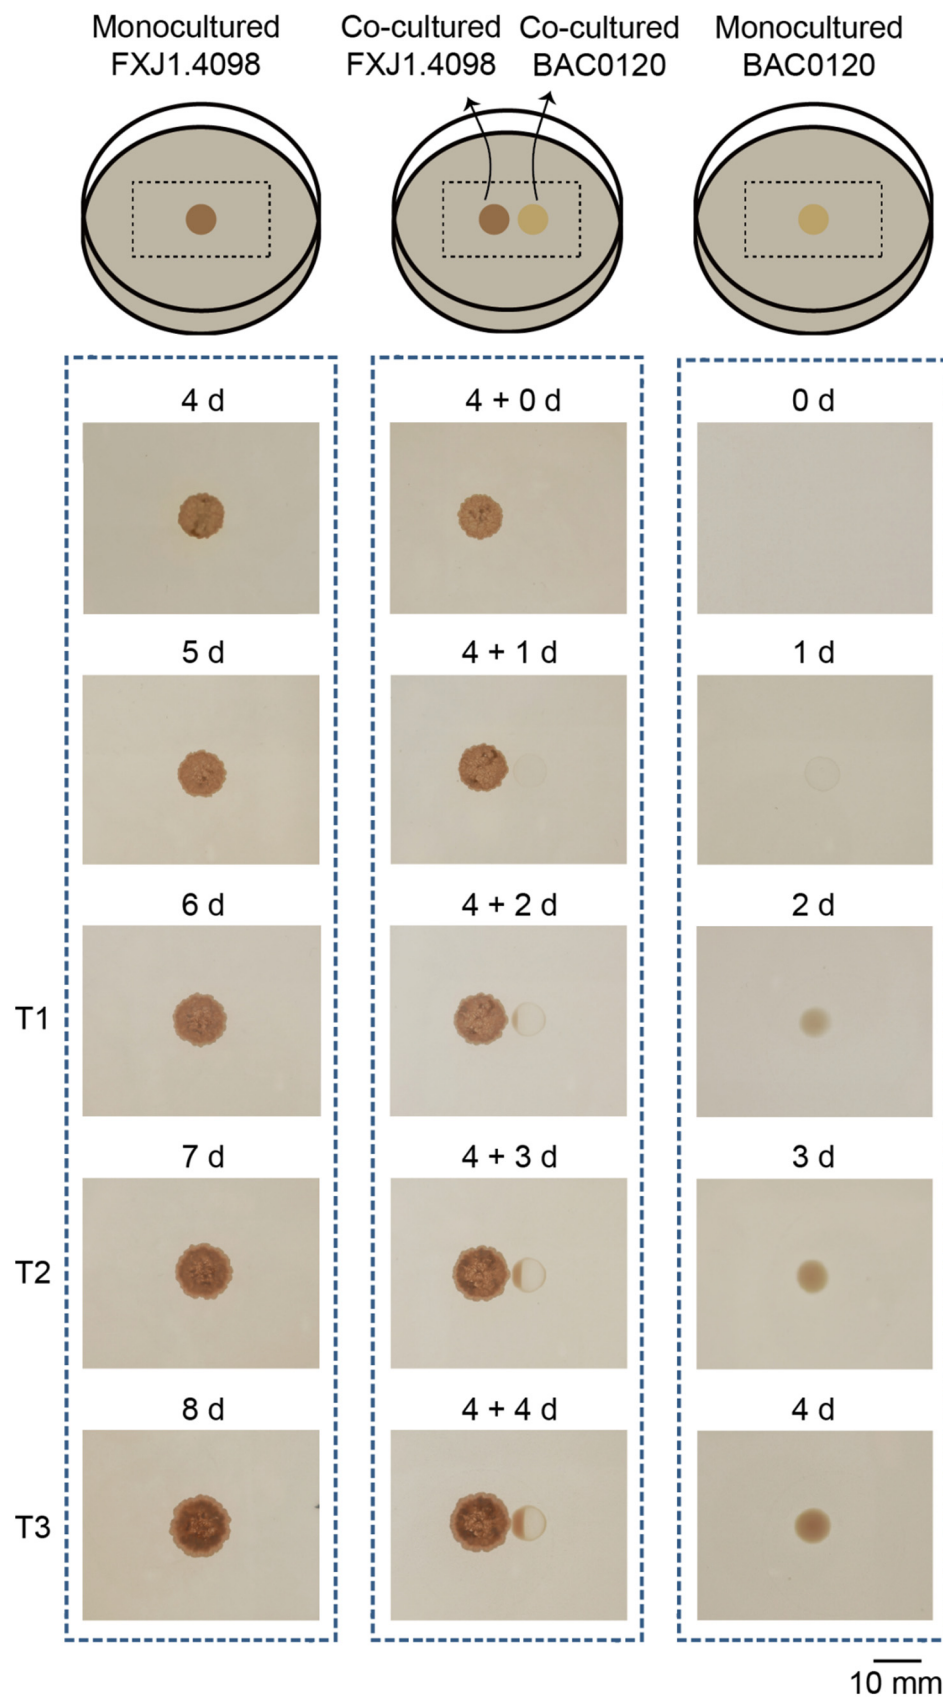 Monocultured
FXJ1.4098
Co-cultured
FXJ1.4098
Co-cultured
BAC0120
Monocultured
BAC0120
4 d
4 + 0 d
0 d
5 d
4 + 1 d
1 d
6 d
4 + 2 d
2 d
T1
7 d
4 + 3 d
3 d
T2
8 d
4 + 4 d
4 d
T3
10 mm